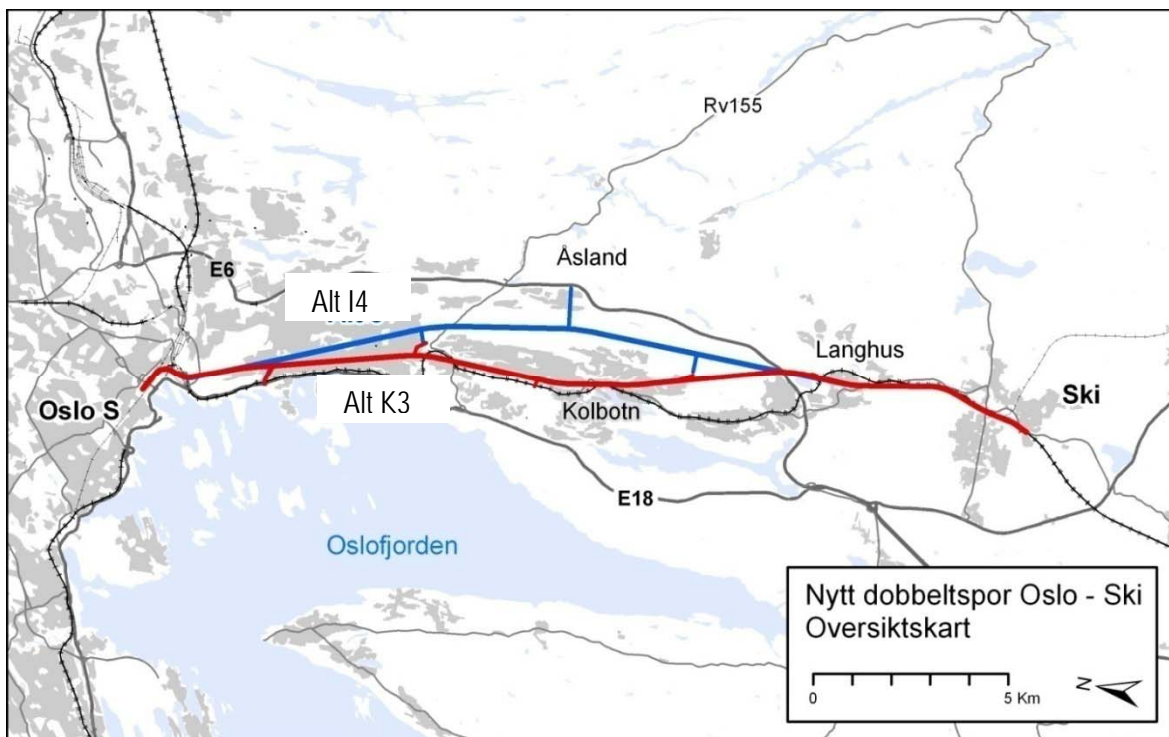 Rv155
Åsland
E6
Alt I4
Langhus
Ski
Oslo S
Alt K3
Kolbotn
E18
Oslofjorden
Nytt dobbeltspor Oslo - Ski
Oversiktskart
0
5 Km
N